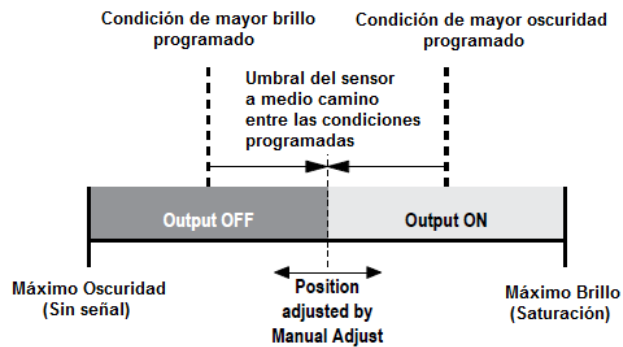 Condición de mayor brillo
programado
Condición de mayor oscuridad
programado
Umbral del sensor
a medio camino
entre las condiciones
programadas
Output OFF
Output ON
Máximo Oscuridad
(Sin señal)
Position
adjusted by
Manual Adjust
Máximo Brillo
(Saturación)